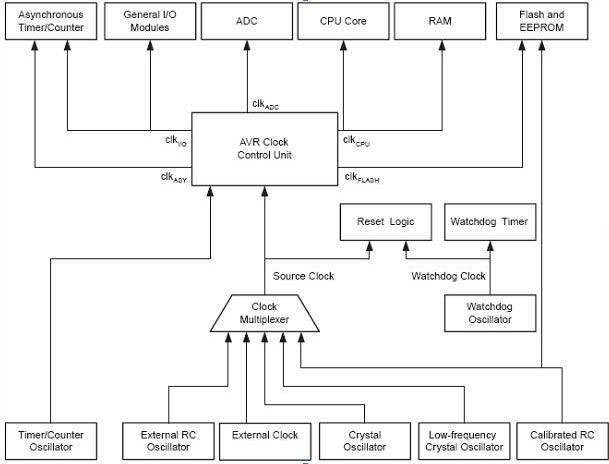 Asynchronous
Timer/Counter
General I/O
Modules
ADC
CPU Core
RAM
Flash and
EEPROM
clkADC
clkI/O
AVR Clock
Control Unit
clkCPU
clkASY
clkFLASH
Reset Logic
Watchdog Timer
Source Clock
Watchdog Clock
Clock
Multiplexer
Watchdog
Oscillator
Timer/Counter
Oscillator
External RC
Oscillator
External Clock
Crystal
Oscillator
Low-frequency
Crystal Oscillator
Calibrated RC
Oscillator